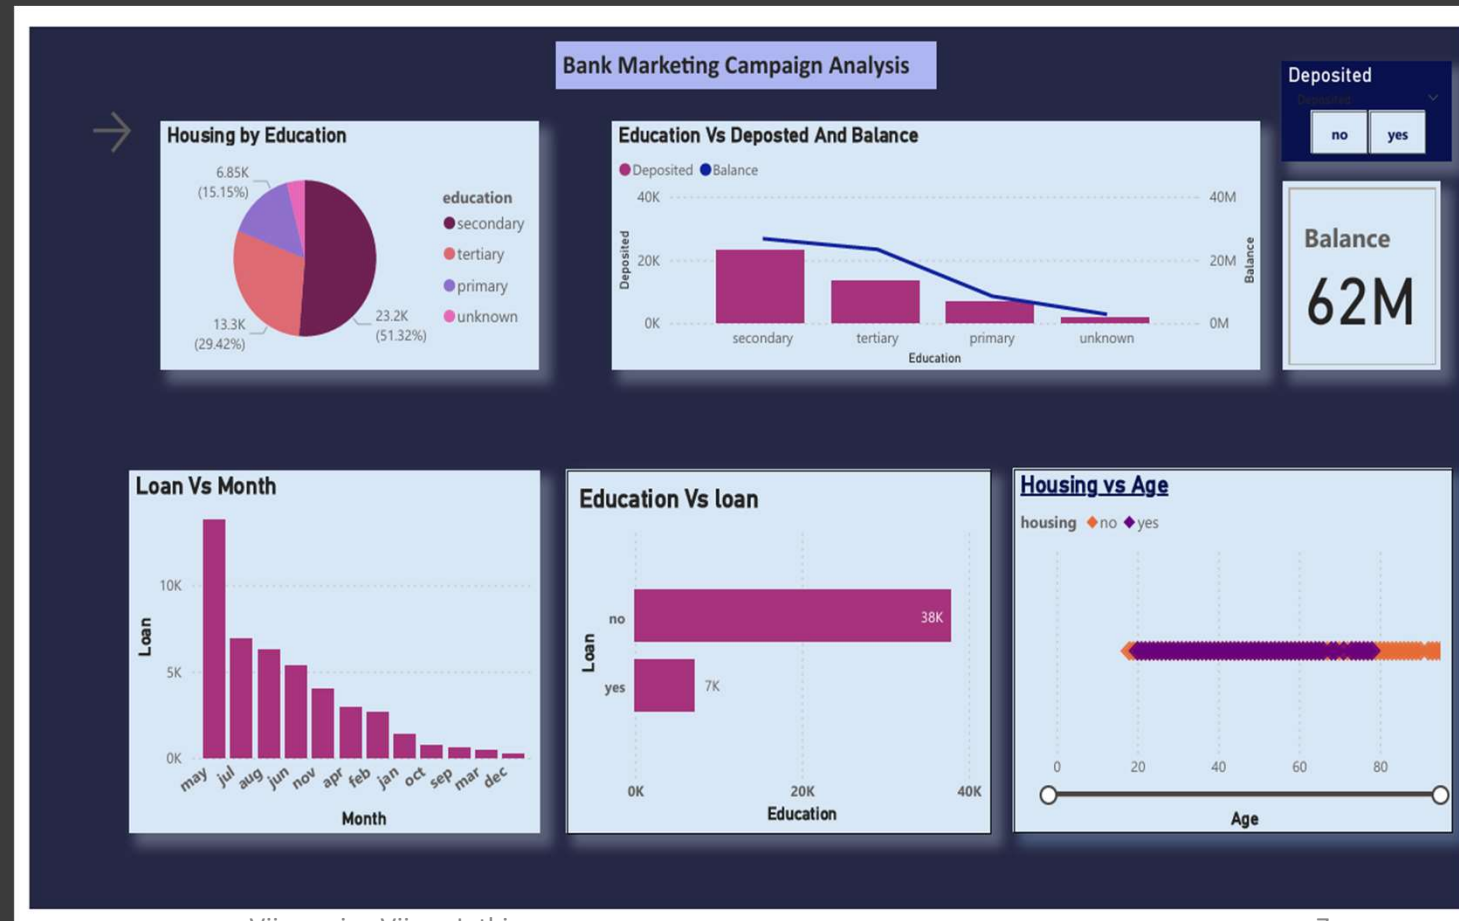 Bank Marketing Campaign Analysis
Deposited
Deposited
no
yes
Housing by Education
6.85K
(15.15%)
13.3K
(29.42%)
23.2K
(51.32%)
education
secondary
tertiary
primary
unknown
Education Vs Deposted And Balance
Deposited
Balance
40K
20K
0K
Deposited
40M
20M
0M
Balance
secondary
tertiary
primary
unknown
Education
Balance
62M
Loan Vs Month
10K
5K
0K
Loan
may
jul
aug
jun
nov
apr
feb
jan
oct
sep
mar
dec
Month
Education Vs loan
Loan
no
38K
yes
7K
0K
20K
40K
Education
Housing vs Age
housing no yes
0
20
40
60
80
Age